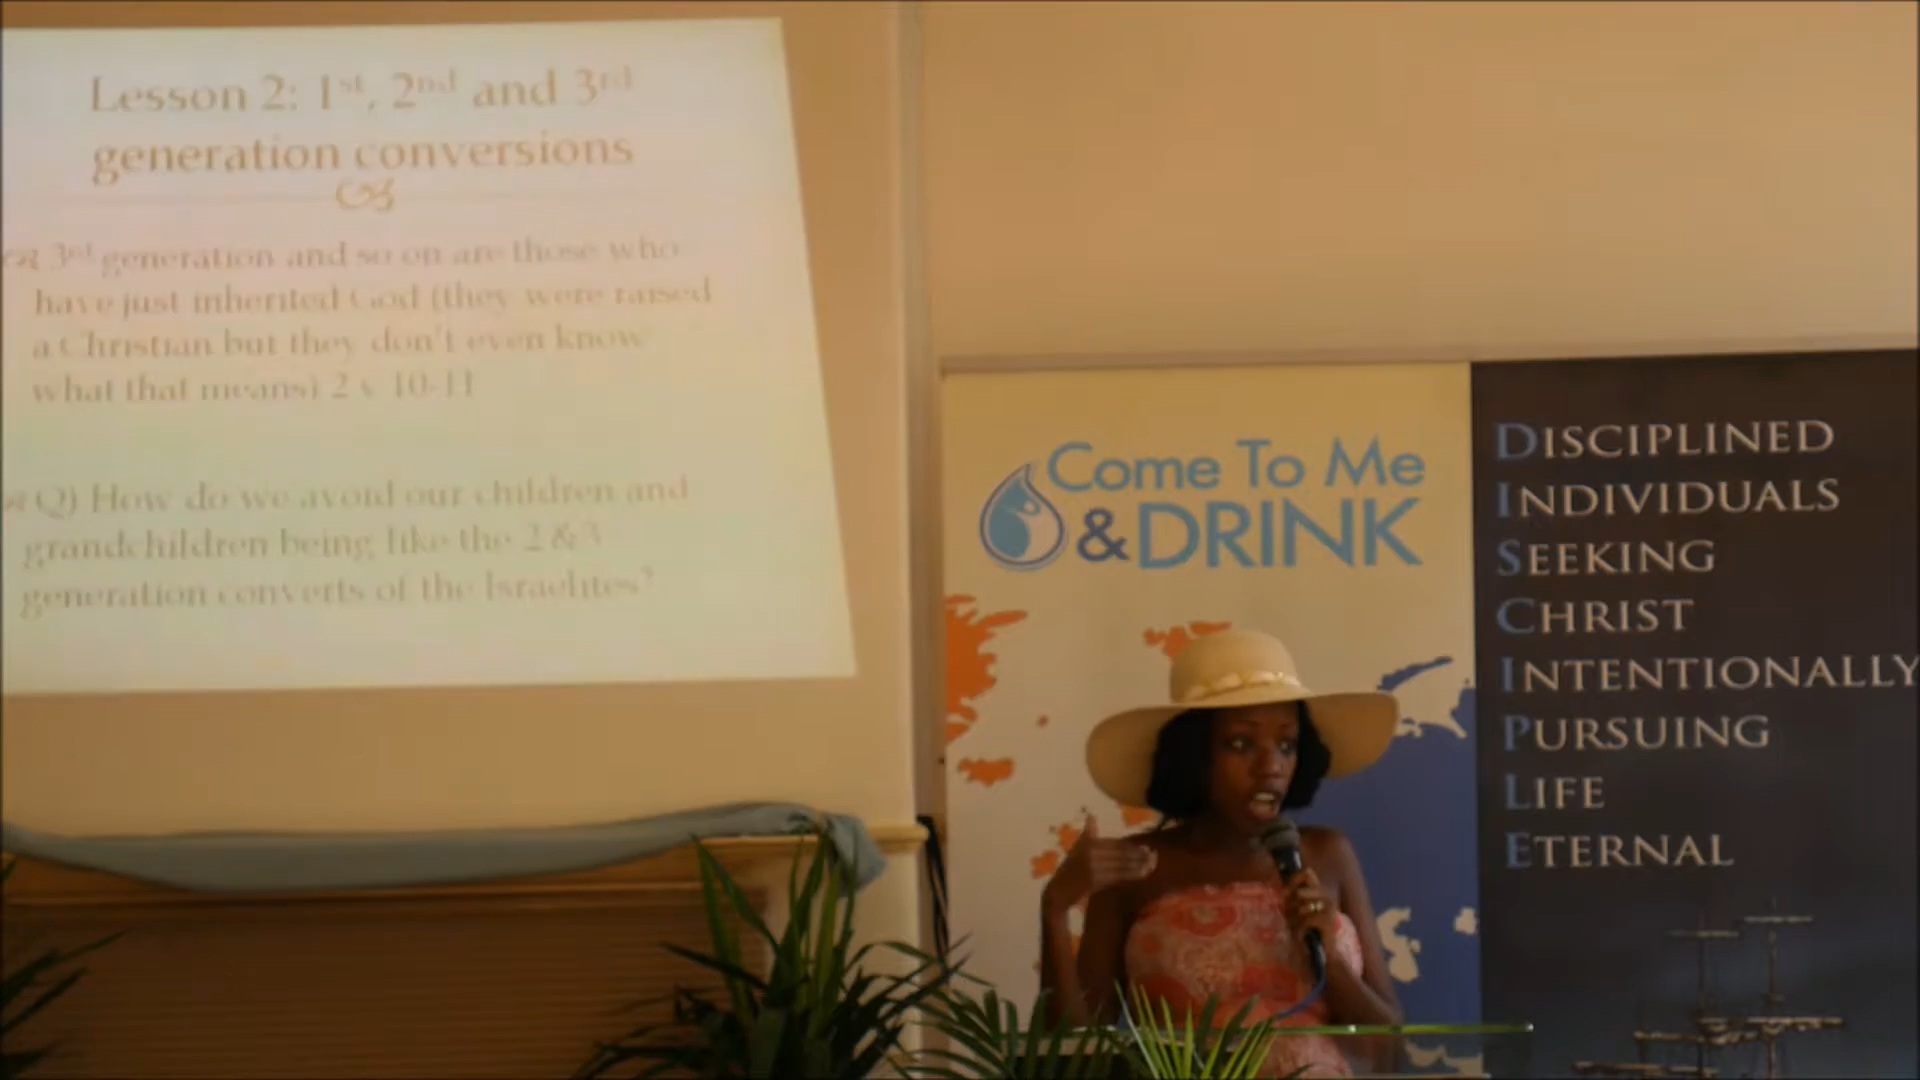 Lesson 2: 1st, 2nd and 3rd
generation conversions
3rd generation and so on are those who
have just inherited God (they were raised
a Christian but they don't even know
what that means) 2 v 10-11
Q) How do we avoid our children and
grandchildren being like the 2 & 3
generation converts of the Israelites?
Come To Me
& DRINK
DISCIPLINED
INDIVIDUALS
SEEKING
CHRIST
INTENTIONALLY
PURSUING
LIFE
ETERNAL